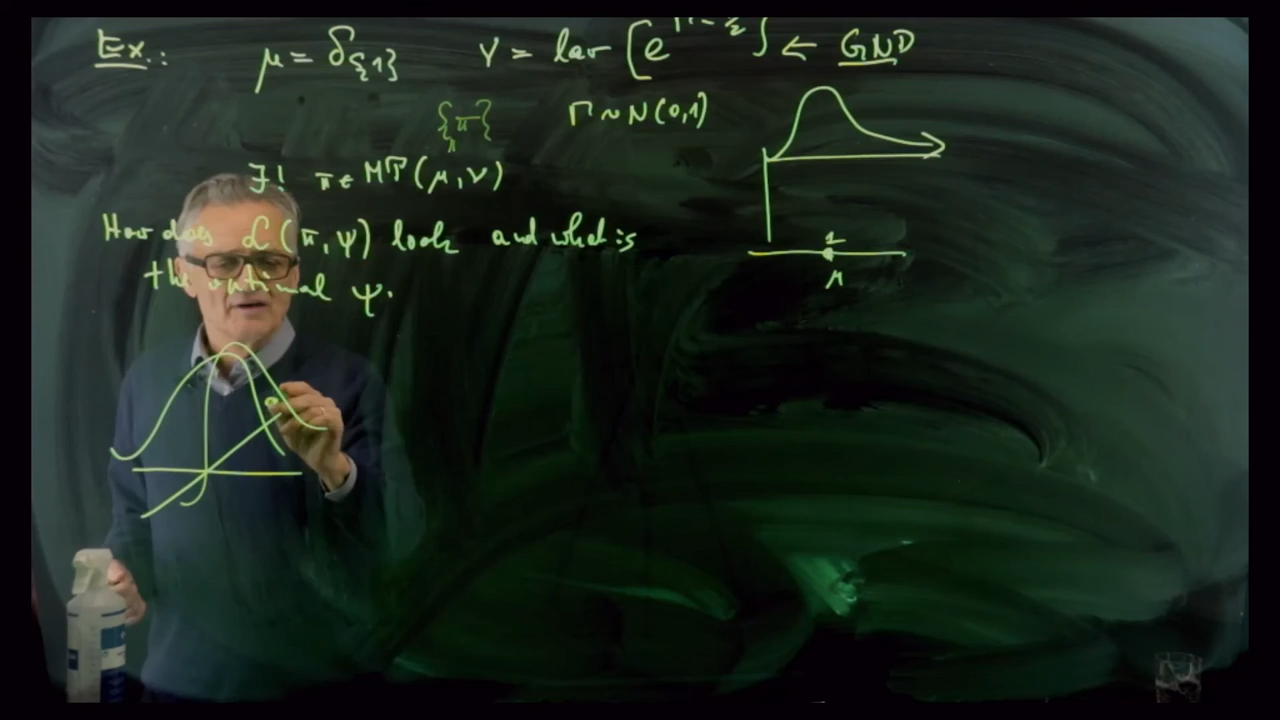 Ex.: μ = δ{1} ν = law [e^{Γ-1/2}] ← GND
{π} Γ ~ N(0,1)
∃! π ∈ MT(μ,ν)
How does L(π,ψ) look and what is
the optimal ψ.
1
μ